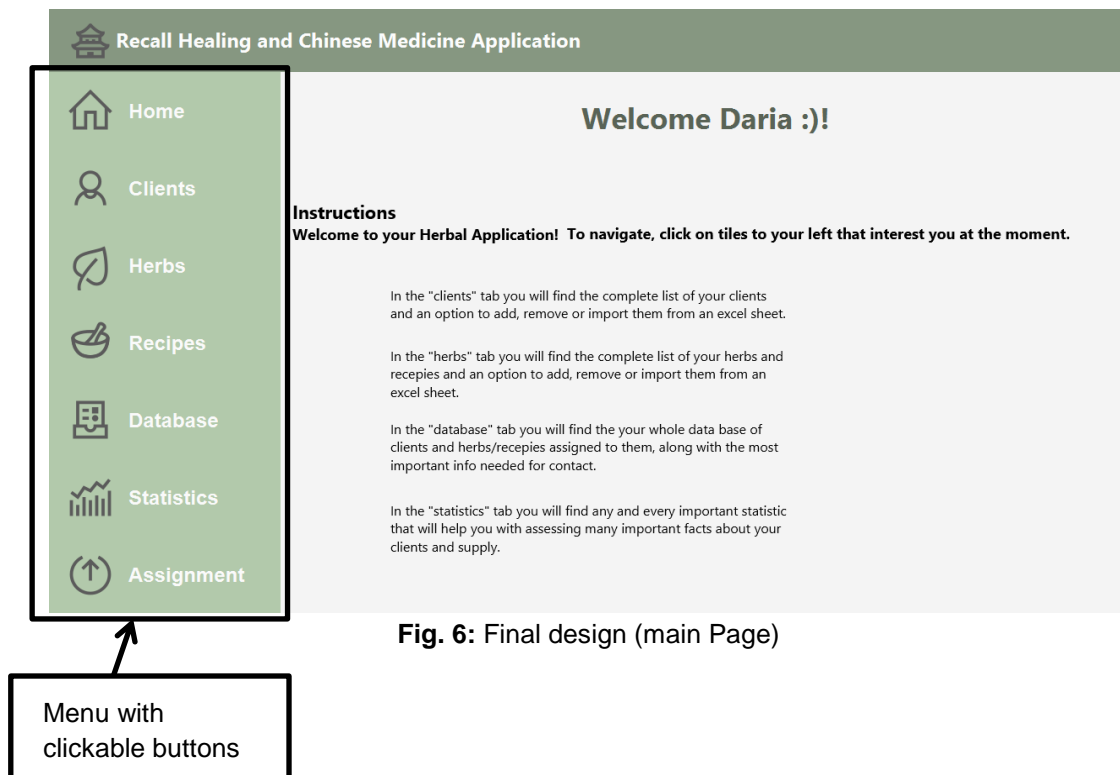 Recall Healing and Chinese Medicine Application
Home
Clients
Herbs
Recipes
Database
Statistics
Assignment
Welcome Daria :)!
Instructions
Welcome to your Herbal Application! To navigate, click on tiles to your left that interest you at the moment.
In the "clients" tab you will find the complete list of your clients
and an option to add, remove or import them from an excel sheet.
In the "herbs" tab you will find the complete list of your herbs and
recepies and an option to add, remove or import them from an
excel sheet.
In the "database" tab you will find the your whole data base of
clients and herbs/recepies assigned to them, along with the most
important info needed for contact.
In the "statistics" tab you will find any and every important statistic
that will help you with assessing many important facts about your
clients and supply.
Fig. 6: Final design (main Page)
Menu with
clickable buttons